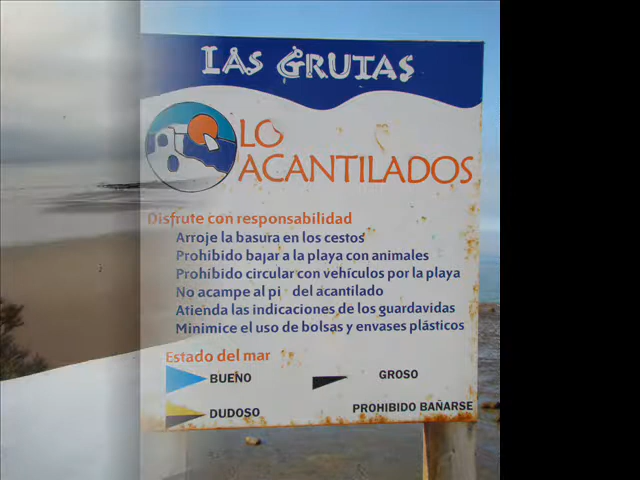 LAS GRUTAS
LO
ACANTILADOS
Disfrute con responsabilidad
Arroje la basura en los cestos
Prohibido bajar a la playa con animales
Prohibido circular con vehículos por la playa
No acampe al pi del acantilado
Atienda las indicaciones de los guardavidas
Minimice el uso de bolsas y envases plásticos
Estado del mar
BUENO
GROSO
DUDOSO
PROHIBIDO BAÑARSE